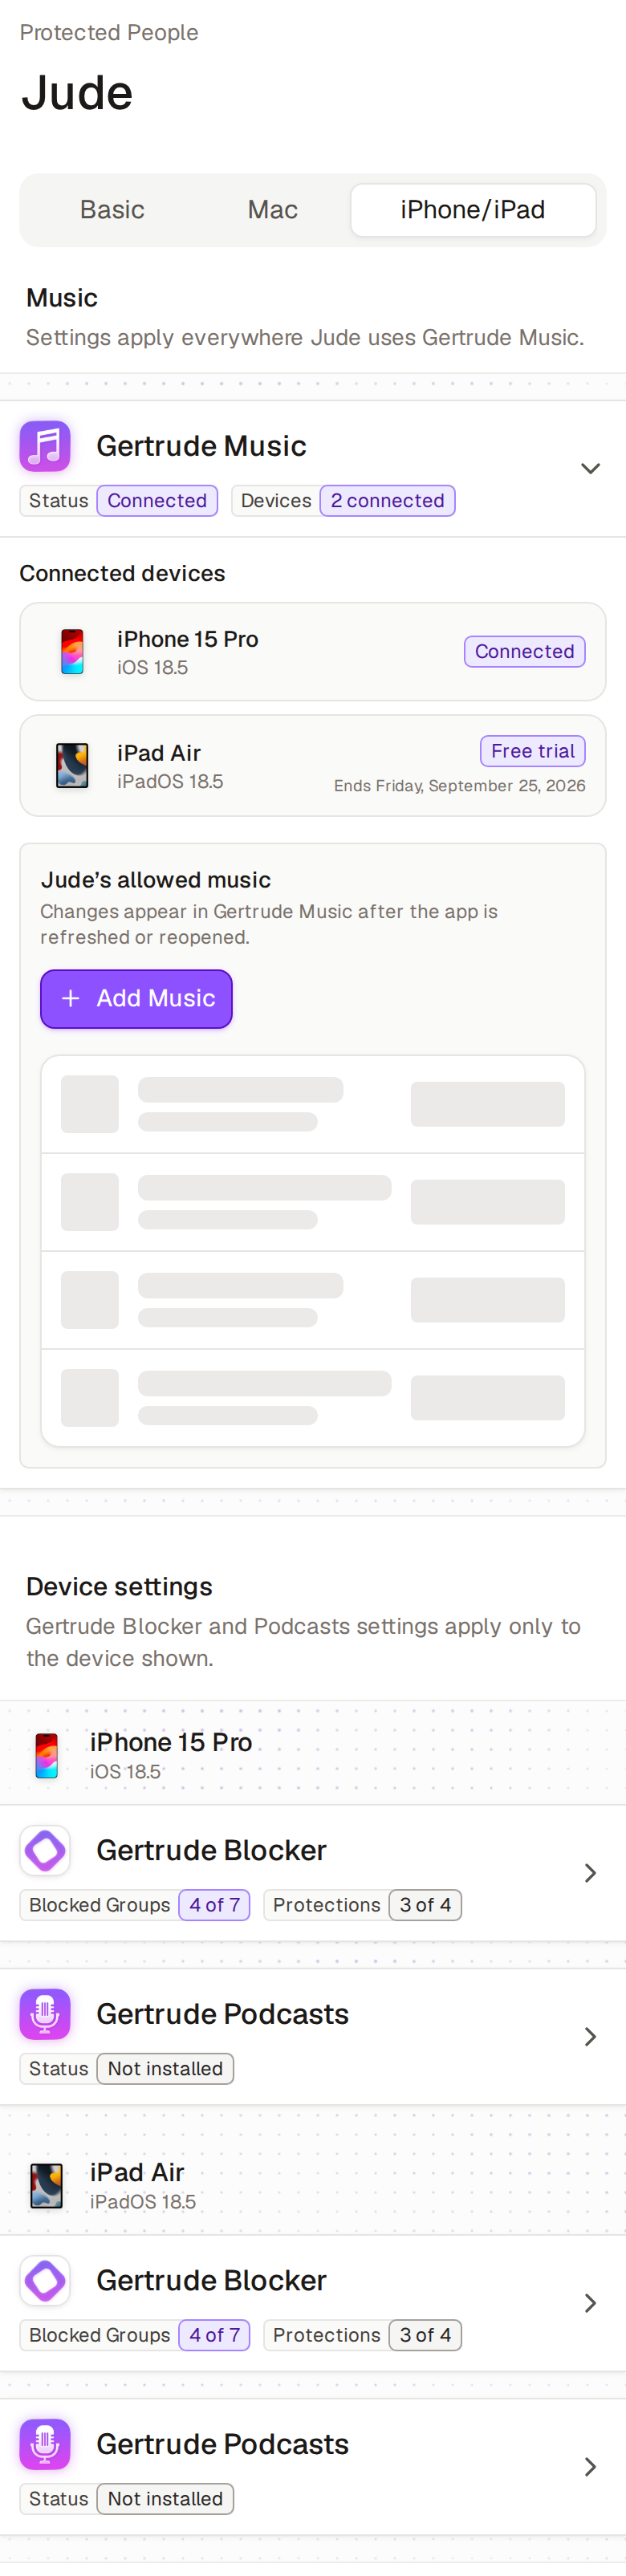 Protected People
Jude
Basic
Mac
iPhone/iPad
Music
Settings apply everywhere Jude uses Gertrude Music.
Gertrude Music
Status Connected Devices 2 connected
Connected devices
iPhone 15 Pro
iOS 18.5
Connected
iPad Air
iPadOS 18.5
Free trial
Ends Friday, September 25, 2026
Jude’s allowed music
Changes appear in Gertrude Music after the app is
refreshed or reopened.
Add Music
Device settings
Gertrude Blocker and Podcasts settings apply only to
the device shown.
iPhone 15 Pro
iOS 18.5
Gertrude Blocker
Blocked Groups 4 of 7 Protections 3 of 4
Gertrude Podcasts
Status Not installed
iPad Air
iPadOS 18.5
Gertrude Blocker
Blocked Groups 4 of 7 Protections 3 of 4
Gertrude Podcasts
Status Not installed